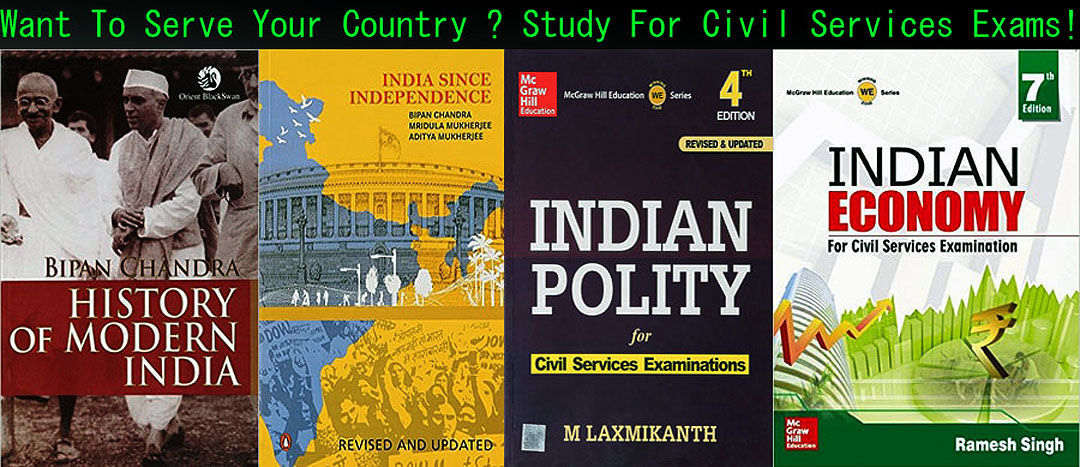 Want To Serve Your Country ? Study For Civil Services Exams!
Orient BlackSwan
BIPAN CHANDRA
HISTORY
OF MODERN
INDIA
INDIA SINCE
INDEPENDENCE
BIPAN CHANDRA
MRIDULA MUKHERJEE
ADITYA MUKHERJEE
REVISED AND UPDATED
Mc
Graw
Hill
Education
McGraw Hill Education
WE
Series
4TH
EDITION
REVISED & UPDATED
INDIAN
POLITY
for
Civil Services Examinations
M LAXMIKANTH
McGraw Hill Education
WE
Series
7th
Edition
INDIAN
ECONOMY
For Civil Services Examination
Mc
Graw
Hill
Education
Ramesh Singh